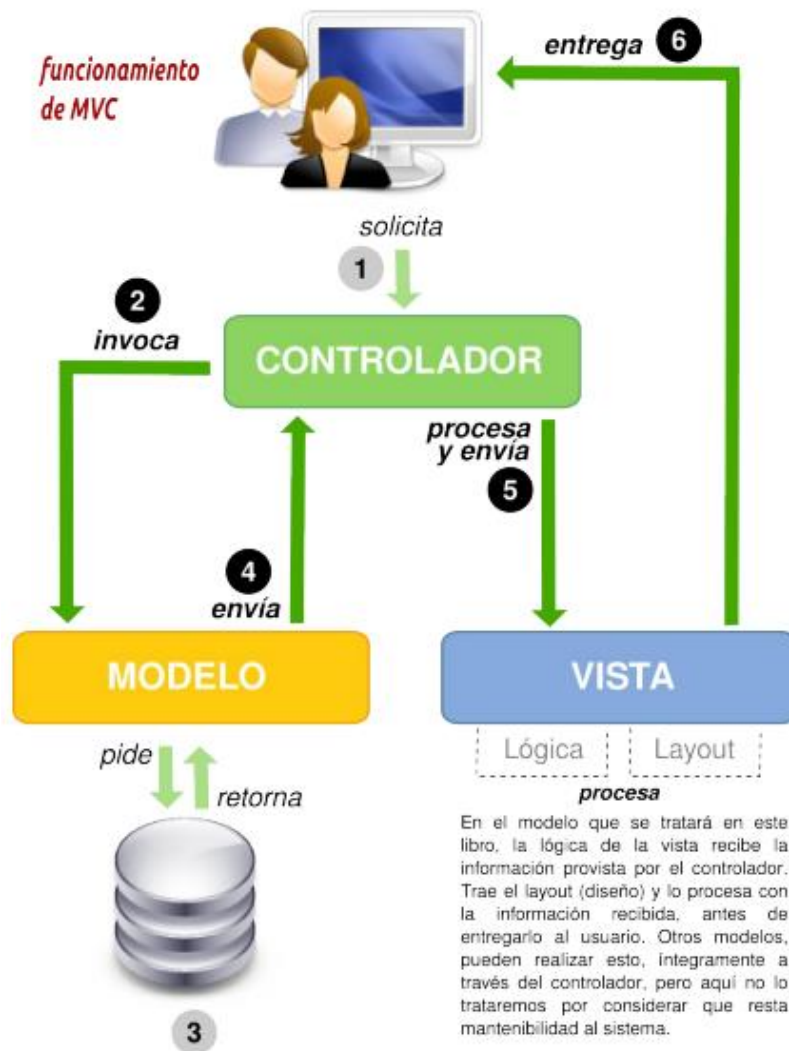 funcionamiento
de MVC
entrega 6
solicita
1
2
invoca
CONTROLADOR
procesa
y envía
5
4
envía
MODELO
VISTA
pide
retorna
3
Lógica
Layout
procesa
En el modelo que se tratará en este
libro, la lógica de la vista recibe la
información provista por el controlador.
Trae el layout (diseño) y lo procesa con
la información recibida, antes de
entregarlo al usuario. Otros modelos,
pueden realizar esto, íntegramente a
través del controlador, pero aquí no lo
trataremos por considerar que resta
mantenibilidad al sistema.